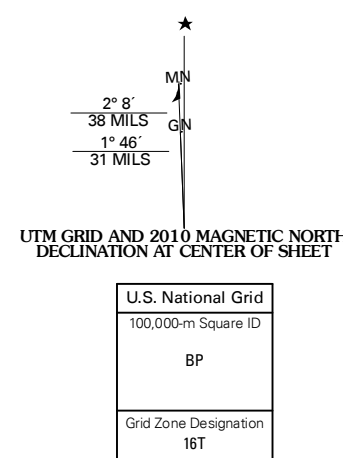 ★
MN
2° 8´
38 MILS
GN
1° 46´
31 MILS
UTM GRID AND 2010 MAGNETIC NORTH
DECLINATION AT CENTER OF SHEET
U.S. National Grid
100,000-m Square ID
BP
Grid Zone Designation
16T